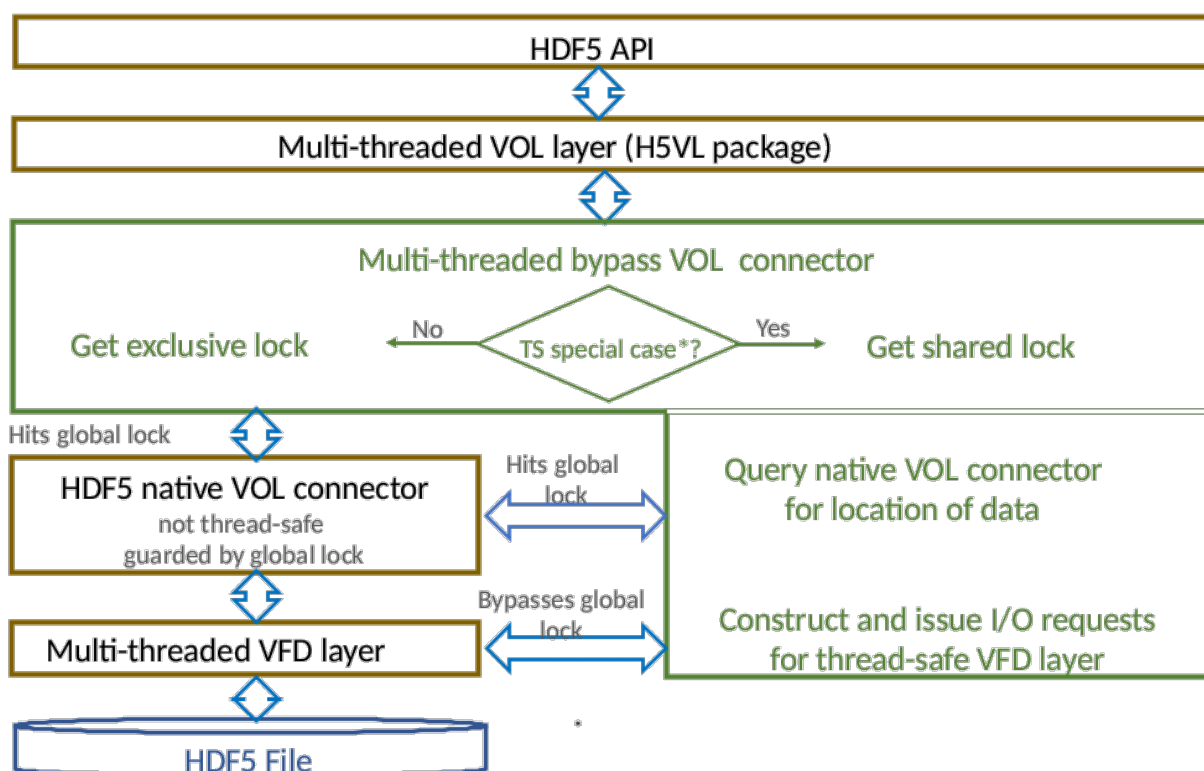 HDF5 API
Multi-threaded VOL layer (H5VL package)
Multi-threaded bypass VOL connector
No
Yes
Get exclusive lock
TS special case*?
Get shared lock
Hits global lock
HDF5 native VOL connector
not thread-safe
guarded by global lock
Hits global
lock
Query native VOL connector
for location of data
Bypasses global
lock
Multi-threaded VFD layer
Construct and issue I/O requests
for thread-safe VFD layer
*
HDF5 File